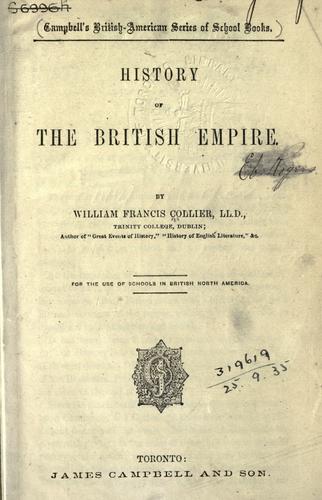 (Campbell's British-American Series of School Books.)
HISTORY
OF
THE BRITISH EMPIRE.
BY
WILLIAM FRANCIS COLLIER, LL.D.,
TRINITY COLLEGE, DUBLIN;
Author of "Great Events of History," "History of English Literature," &c.
FOR THE USE OF SCHOOLS IN BRITISH NORTH AMERICA.
319619
25.9.35
TORONTO:
JAMES CAMPBELL AND SON.